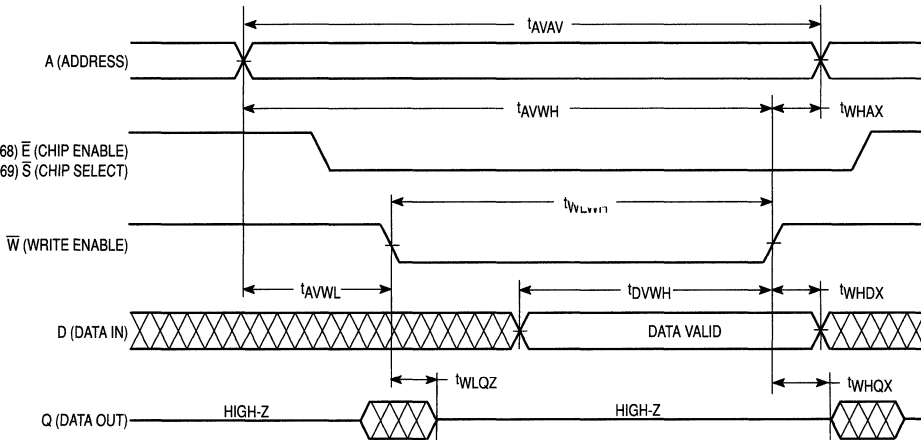 tAVAV
A (ADDRESS)
tAVWH
tWHAX
68) E̅ (CHIP ENABLE)
69) S̅ (CHIP SELECT)
W̅ (WRITE ENABLE)
tAVWL
tDVWH
tWHDX
D (DATA IN)
DATA VALID
tWLQZ
tWHQX
Q (DATA OUT)
HIGH-Z
HIGH-Z